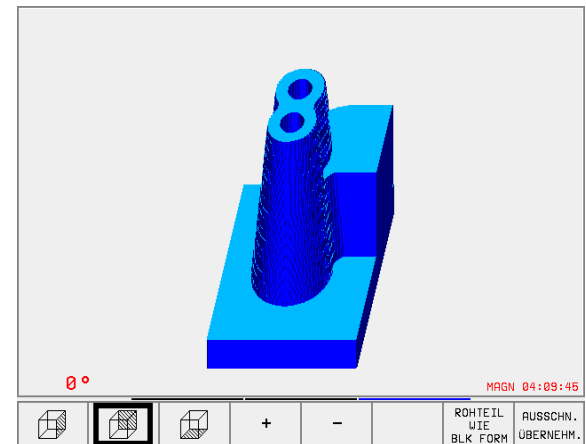 0°
MAGN 04:09:45
+
-
ROHTEIL
WIE
BLK FORM
AUSSCHN.
ÜBERNEHM.